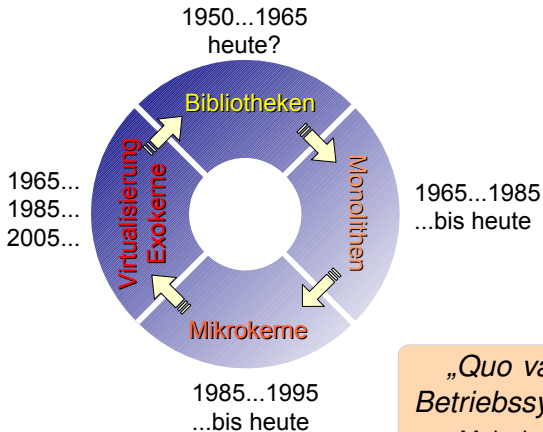 1950...1965
heute?
Bibliotheken
Monolithen
1965...1985
...bis heute
Mikrokerne
1985...1995
...bis heute
Virtualisierung
Exokerne
1965...
1985...
2005...
„Quo
Betriebssy